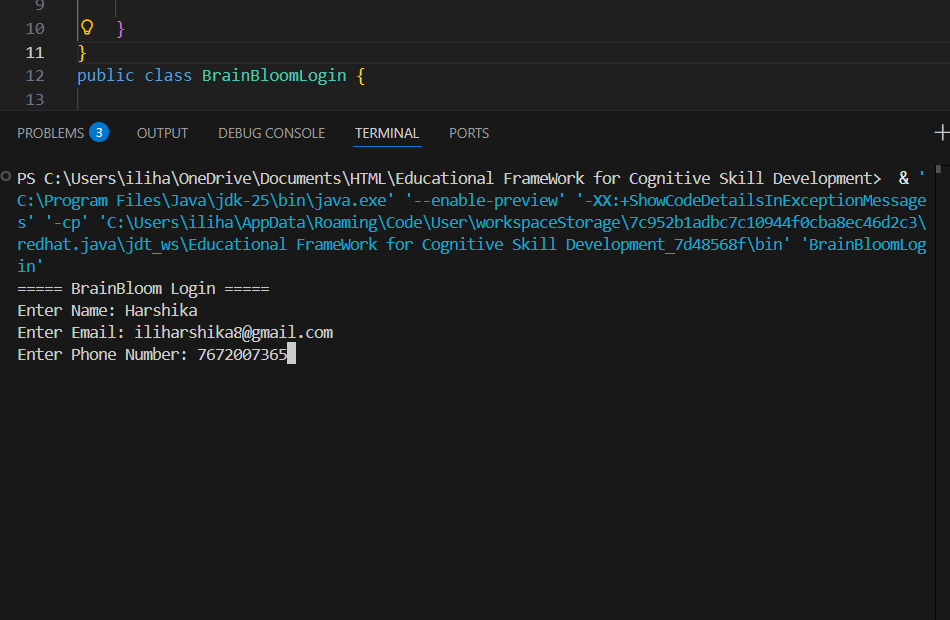 9
10 }
11 }
12 public class BrainBloomLogin {
13
PROBLEMS 3 OUTPUT DEBUG CONSOLE TERMINAL PORTS
PS C:\Users\iliha\OneDrive\Documents\HTML\Educational FrameWork for Cognitive Skill Development>  & '
C:\Program Files\Java\jdk-25\bin\java.exe' '--enable-preview' '-XX:+ShowCodeDetailsInExceptionMessage
s' '-cp' 'C:\Users\iliha\AppData\Roaming\Code\User\workspaceStorage\7c952b1adbc7c10944f0cba8ec46d2c3\
redhat.java\jdt_ws\Educational FrameWork for Cognitive Skill Development_7d48568f\bin' 'BrainBloomLog
in'
===== BrainBloom Login =====
Enter Name: Harshika
Enter Email: iliharshika8@gmail.com
Enter Phone Number: 7672007365